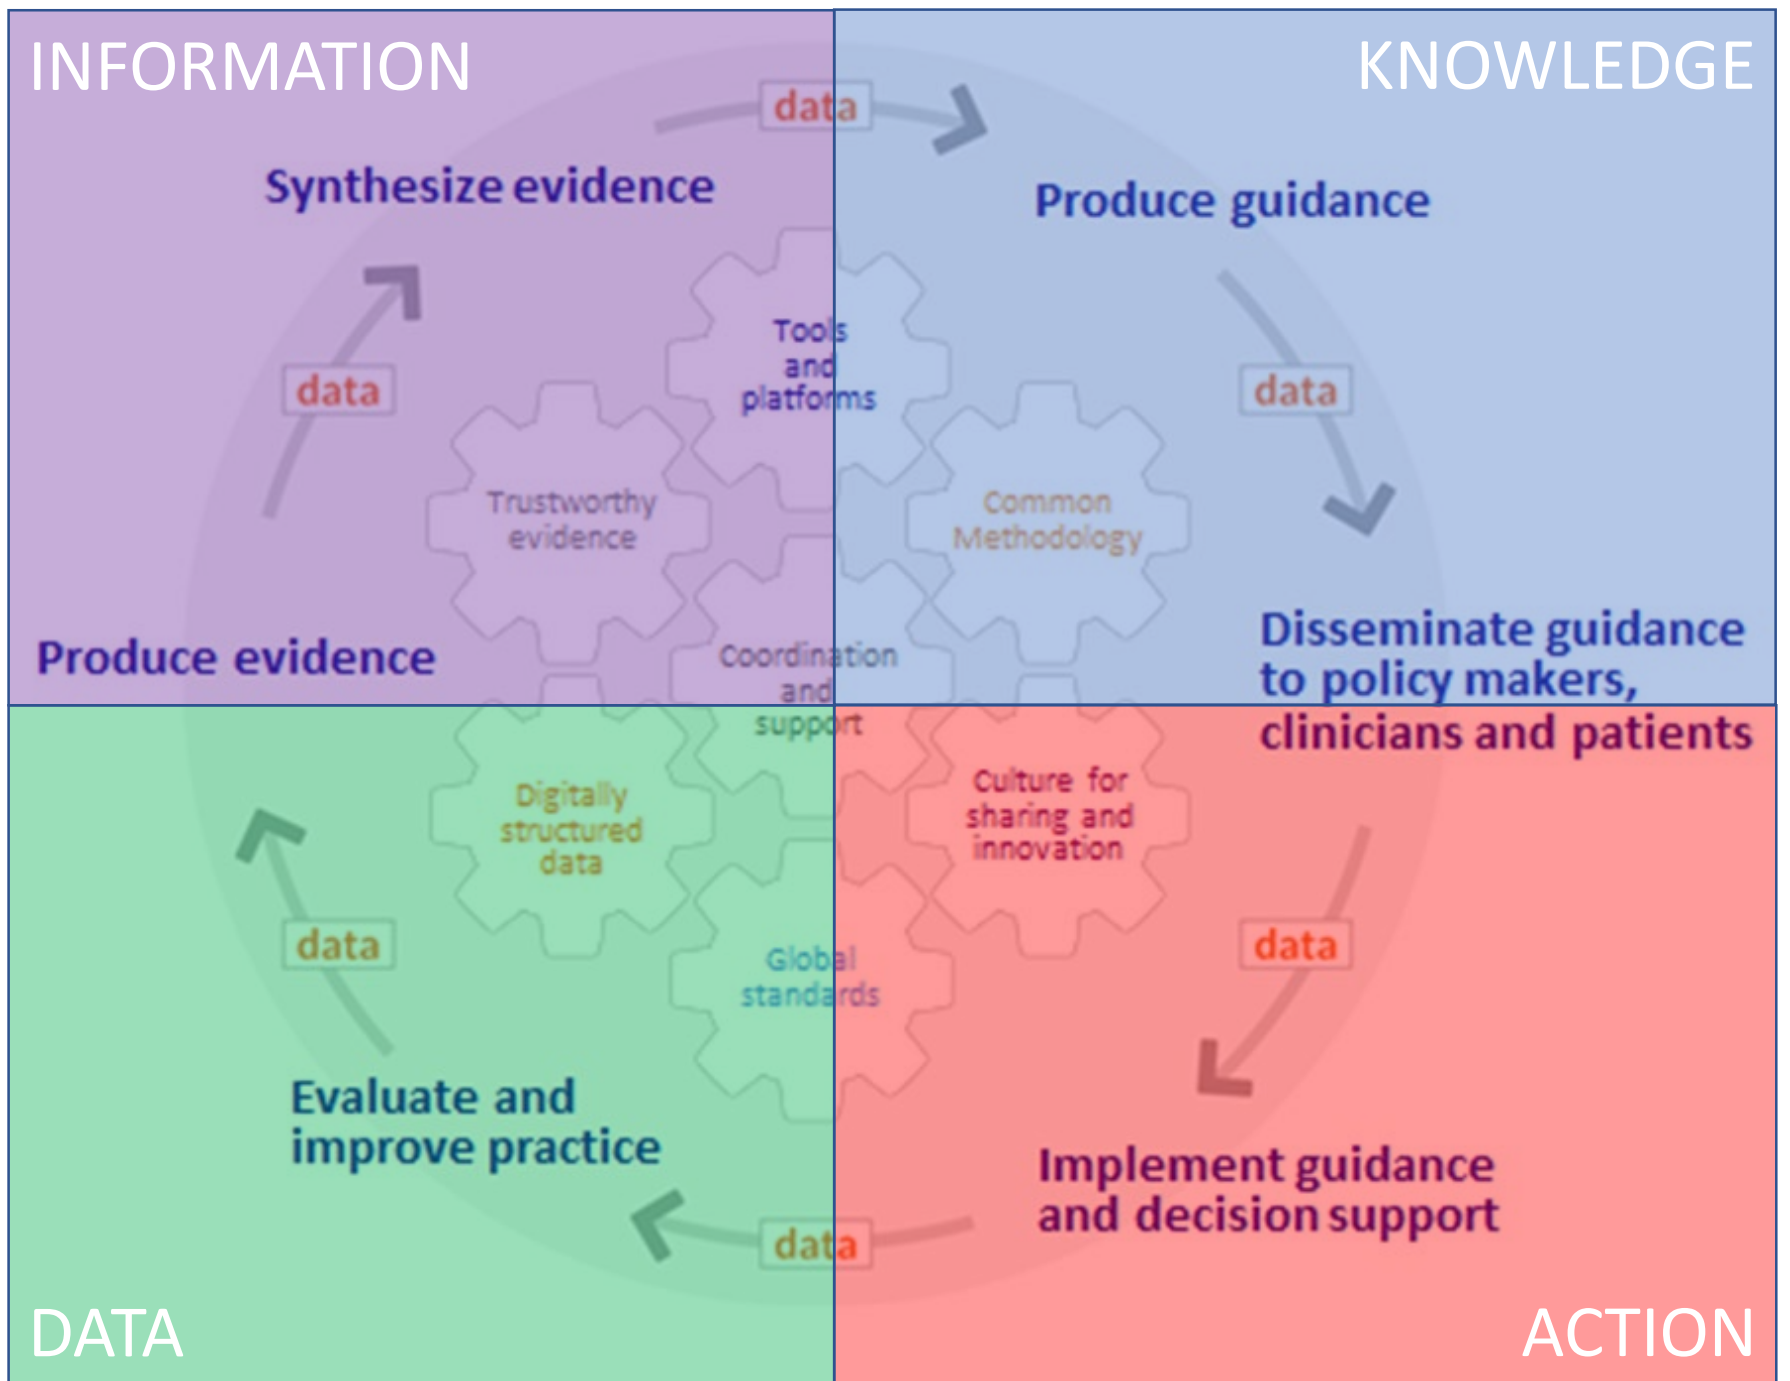 INFORMATION
KNOWLEDGE
data
Synthesize evidence
Produce guidance
Tools
and
platforms
data
data
Trustworthy
evidence
Common
Methodology
Produce evidence
Coordination
and
support
Disseminate guidance
to policy makers,
clinicians and patients
Digitally
structured
data
Culture for
sharing and
innovation
data
data
Global
standards
Evaluate and
improve practice
Implement guidance
and decision support
data
DATA
ACTION